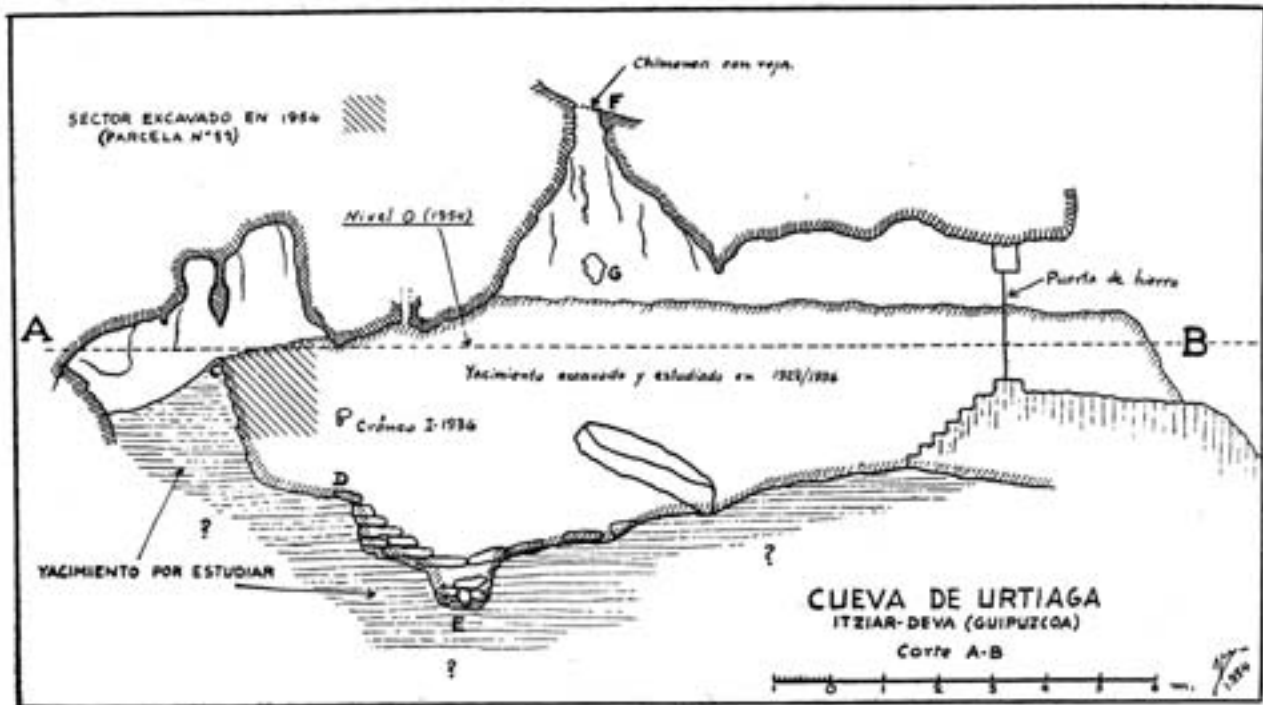 Chimenea con reja.
F
SECTOR EXCAVADO EN 1954
(PARCELA Nº 11)
Nivel 0 (1954)
G
Puerta de hierro
A
B
C
Yacimiento excavado y estudiado en 1928/1936
Cráneo I-1936
D
?
?
YACIMIENTO POR ESTUDIAR
E
?
CUEVA DE URTIAGA
ITZIAR-DEVA (GUIPUZCOA)
Corte A-B
1 0 1 2 3 4 m.
1954